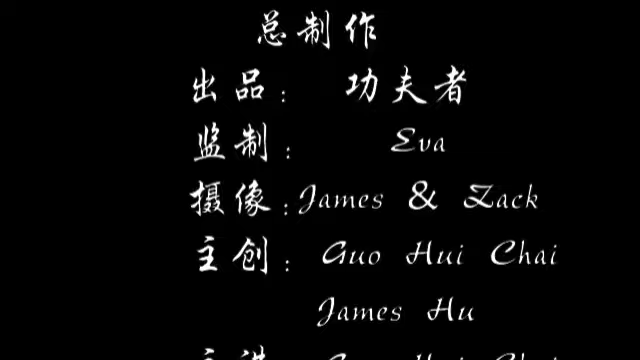 总制作
出品： 功夫者
监制： Eva
摄像：James & Zack
主创： Guo Hui Chai
James Hu